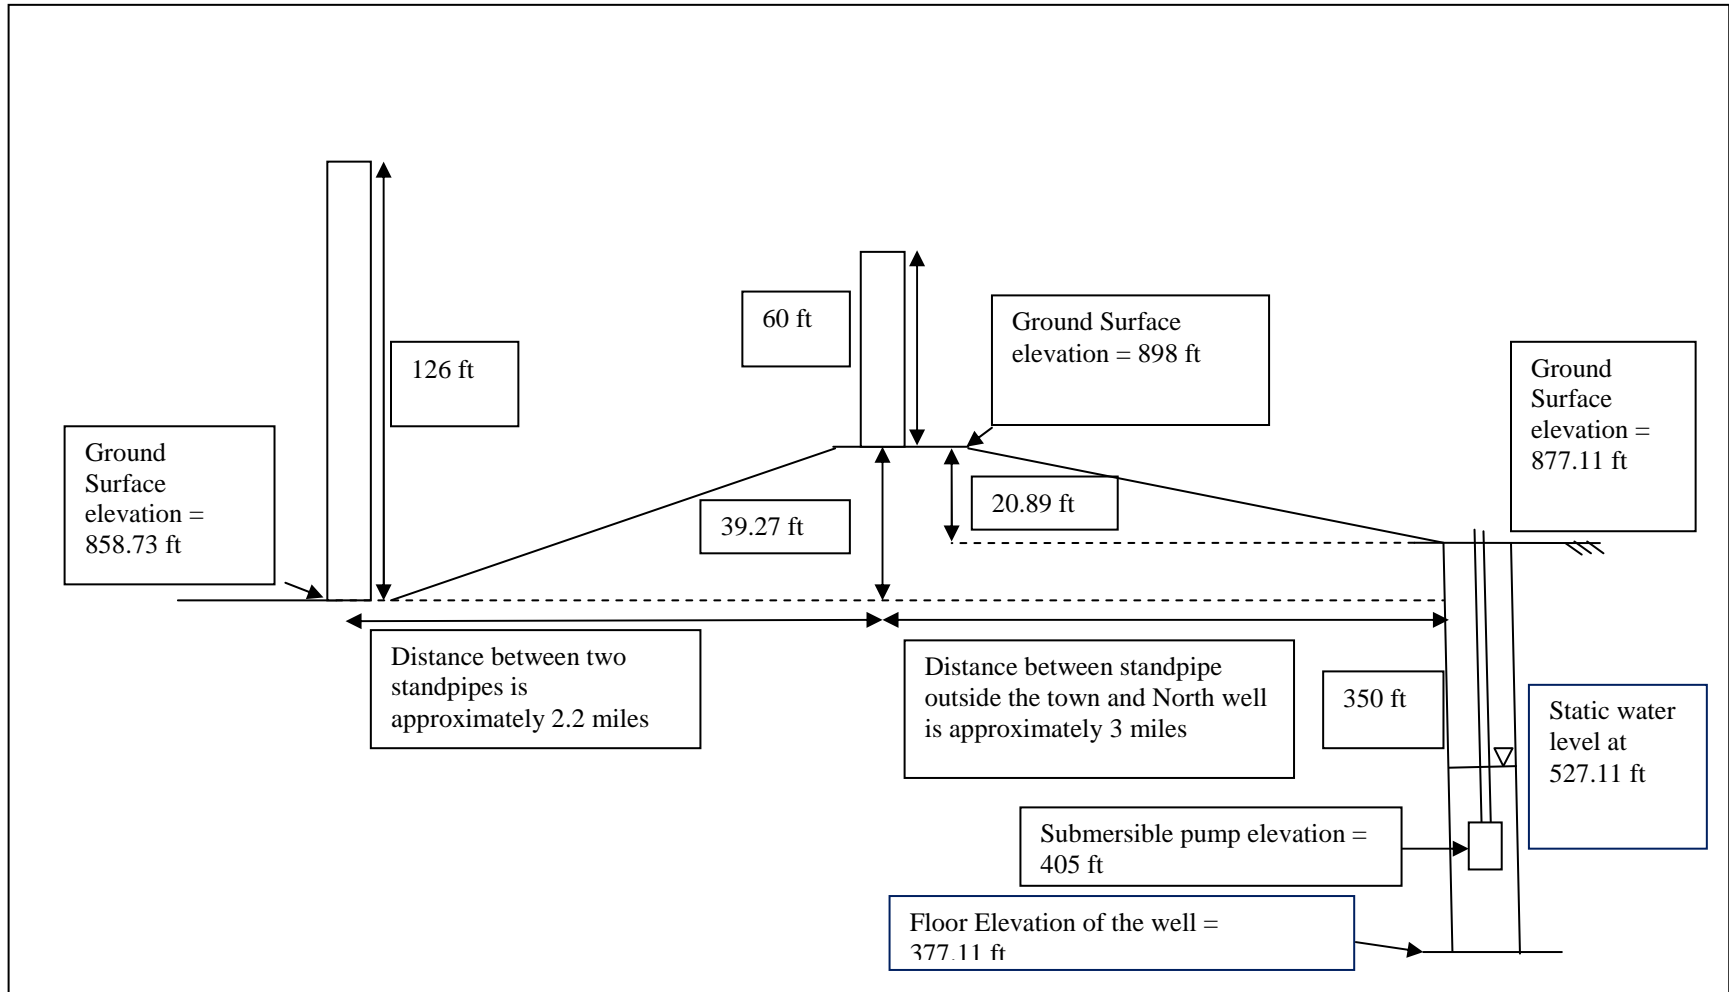 60 ft
Ground Surface
elevation = 898 ft
126 ft
Ground
Surface
elevation =
877.11 ft
Ground
Surface
elevation =
858.73 ft
39.27 ft
20.89 ft
Distance between two
standpipes is
approximately 2.2 miles
Distance between standpipe
outside the town and North well
is approximately 3 miles
350 ft
Static water
level at
527.11 ft
Submersible pump elevation =
405 ft
Floor Elevation of the well =
377.11 ft